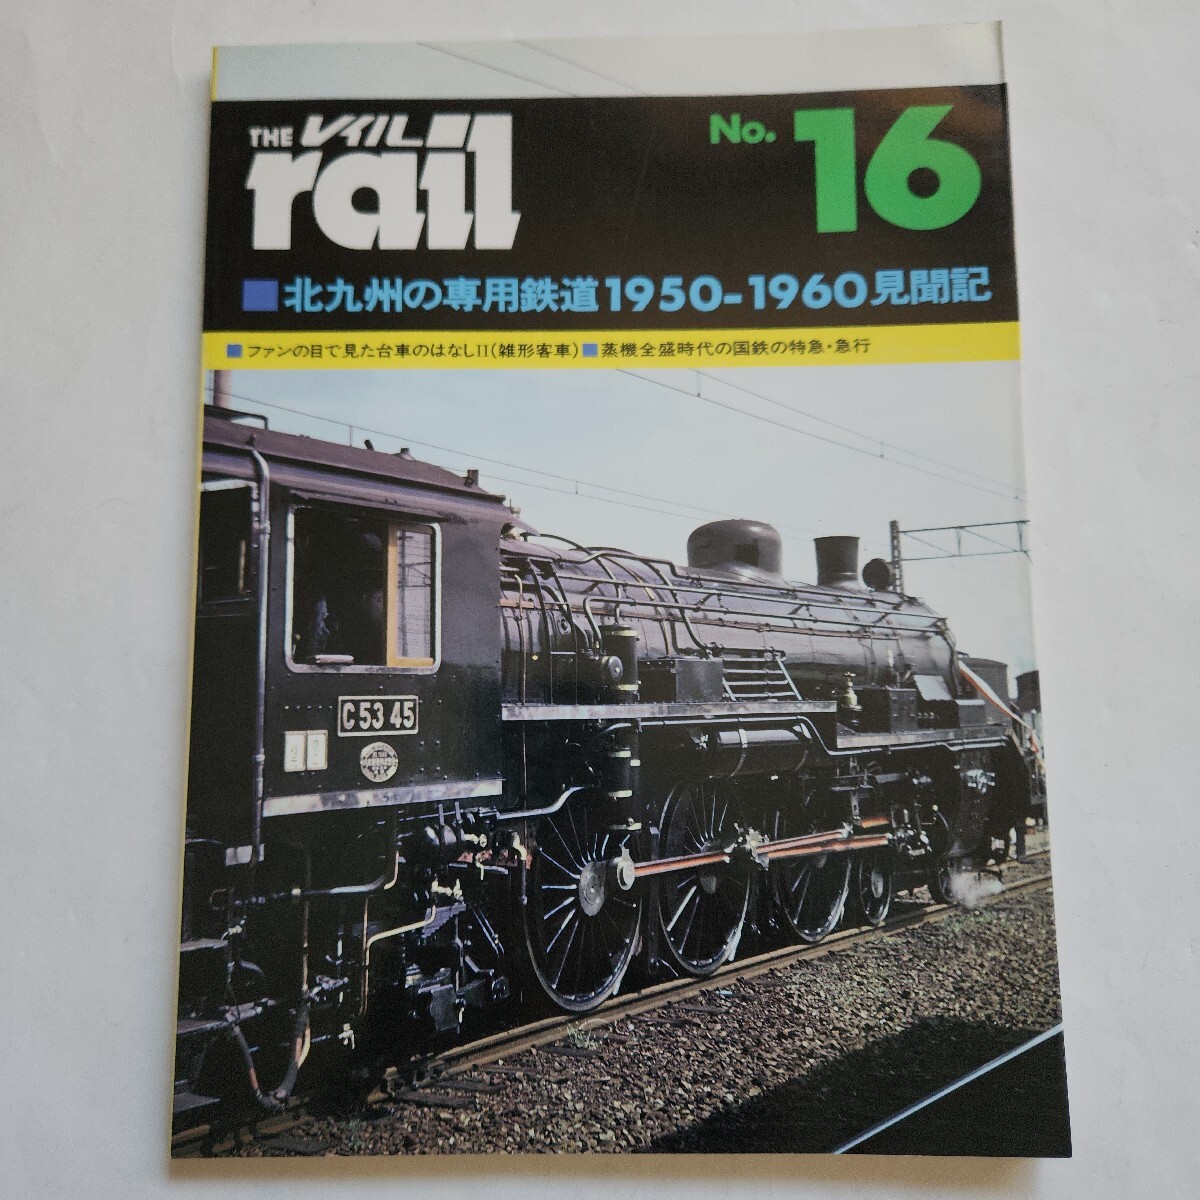 THE レイル
rail
No. 16
■北九州の専用鉄道1950-1960見聞記
■ファンの目で見た台車のはなしII(雑形客車)■蒸機全盛時代の国鉄の特急・急行
C53 45